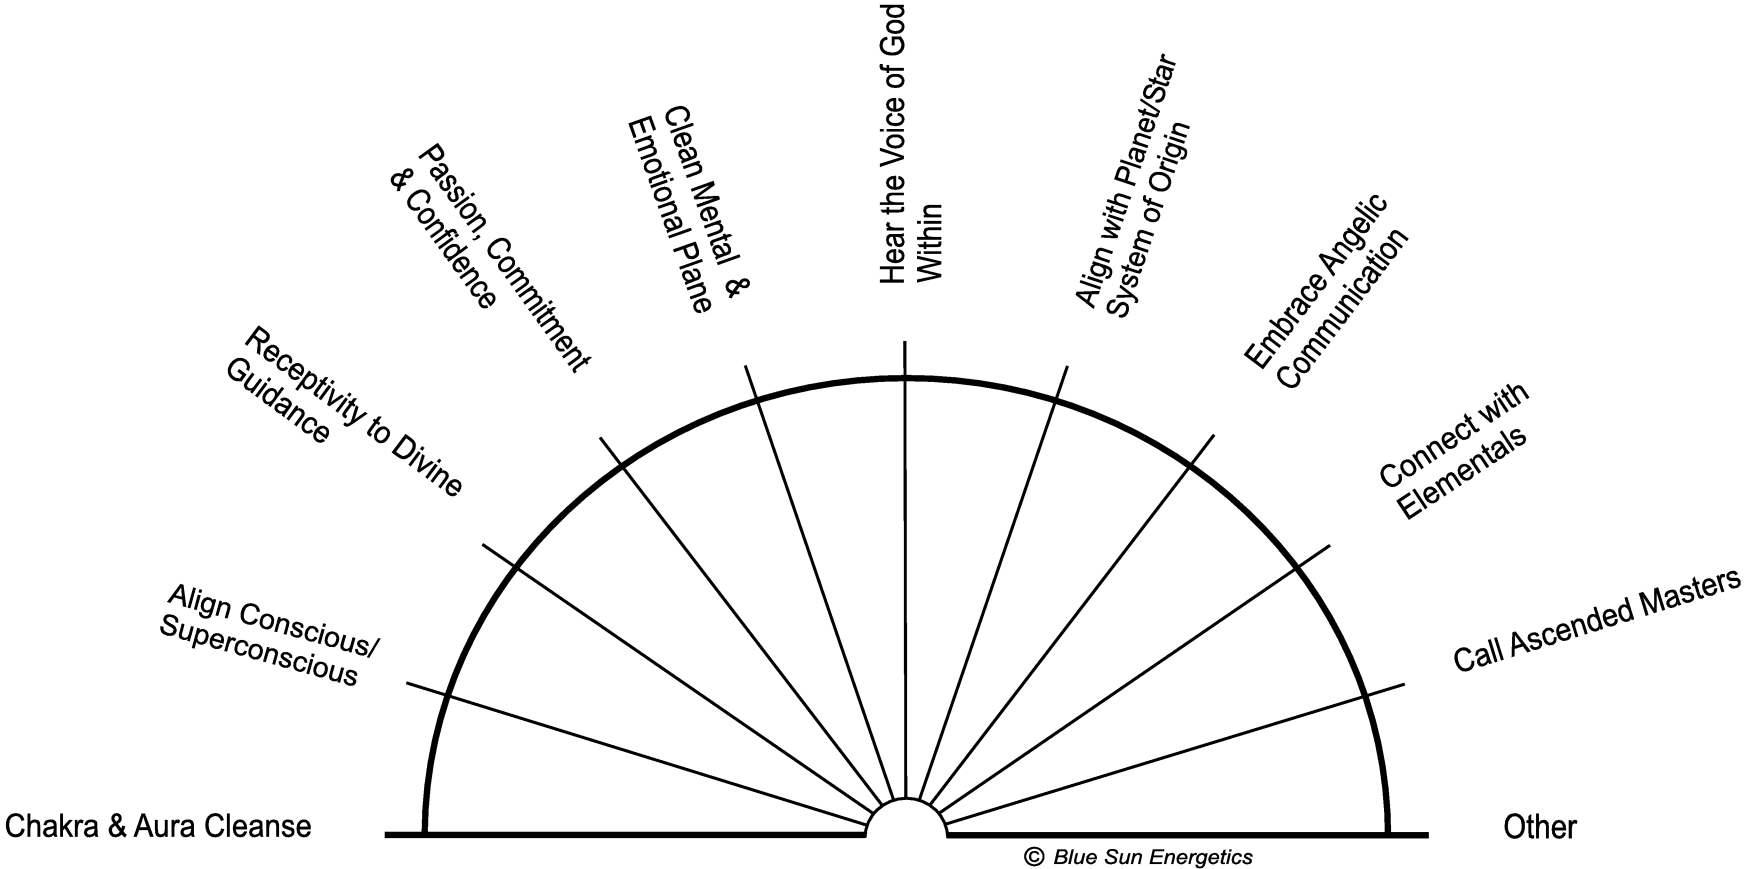 Chakra & Aura Cleanse
Align Conscious/
Superconscious
Receptivity to Divine
Guidance
Passion, Commitment
& Confidence
Clean Mental &
Emotional Plane
Hear the Voice of God
Within
Align with Planet/Star
System of Origin
Embrace Angelic
Communication
Connect with
Elementals
Call Ascended Masters
Other
© Blue Sun Energetics